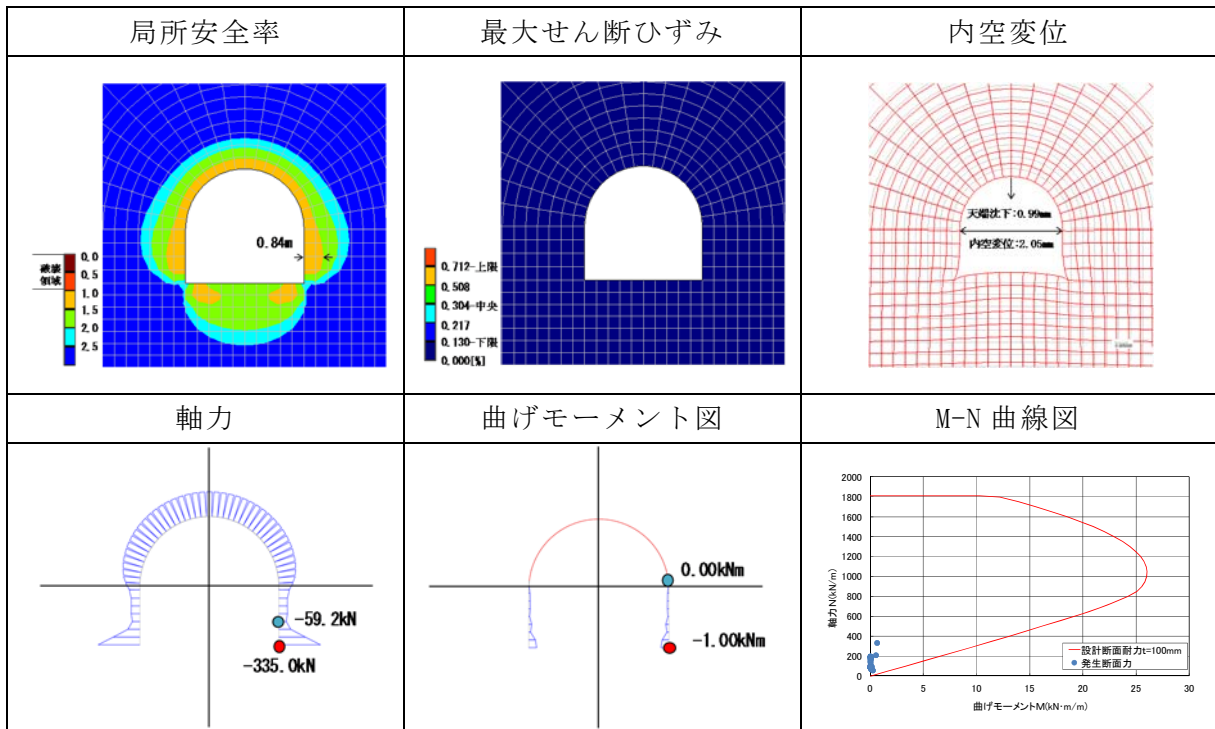 局所安全率
最大せん断ひずみ
内空変位
0.84m
破壊
領域
0.0
0.5
1.0
1.5
2.0
2.5
0.712-上限
0.508
0.304-中央
0.217
0.130-下限
0.000[%]
天端沈下:0.99mm
内空変位:2.05mm
軸力
曲げモーメント図
M-N 曲線図
-59.2kN
-335.0kN
0.00kNm
-1.00kNm
軸力N(kN/m)
2000
1800
1600
1400
1200
1000
800
600
400
200
0
0 5 10 15 20 25 30
設計断面耐力t=100mm
発生断面力
曲げモーメントM(kN·m/m)